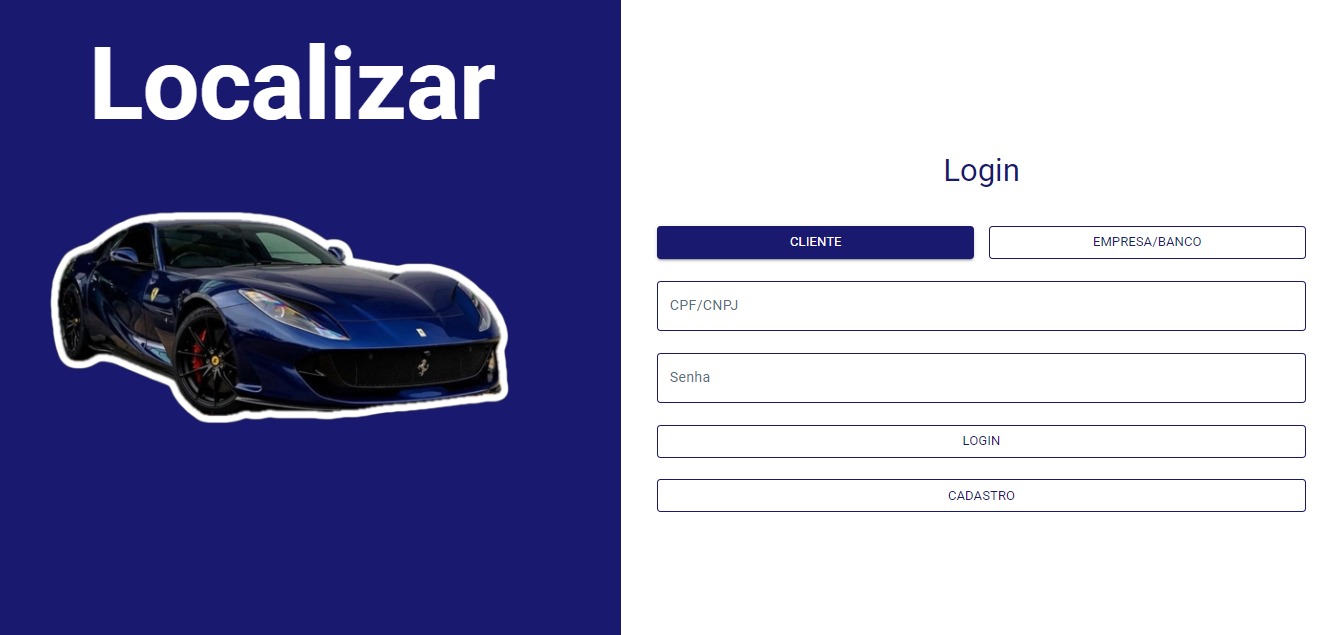 Localizar
Login
CLIENTE
EMPRESA/BANCO
CPF/CNPJ
Senha
LOGIN
CADASTRO